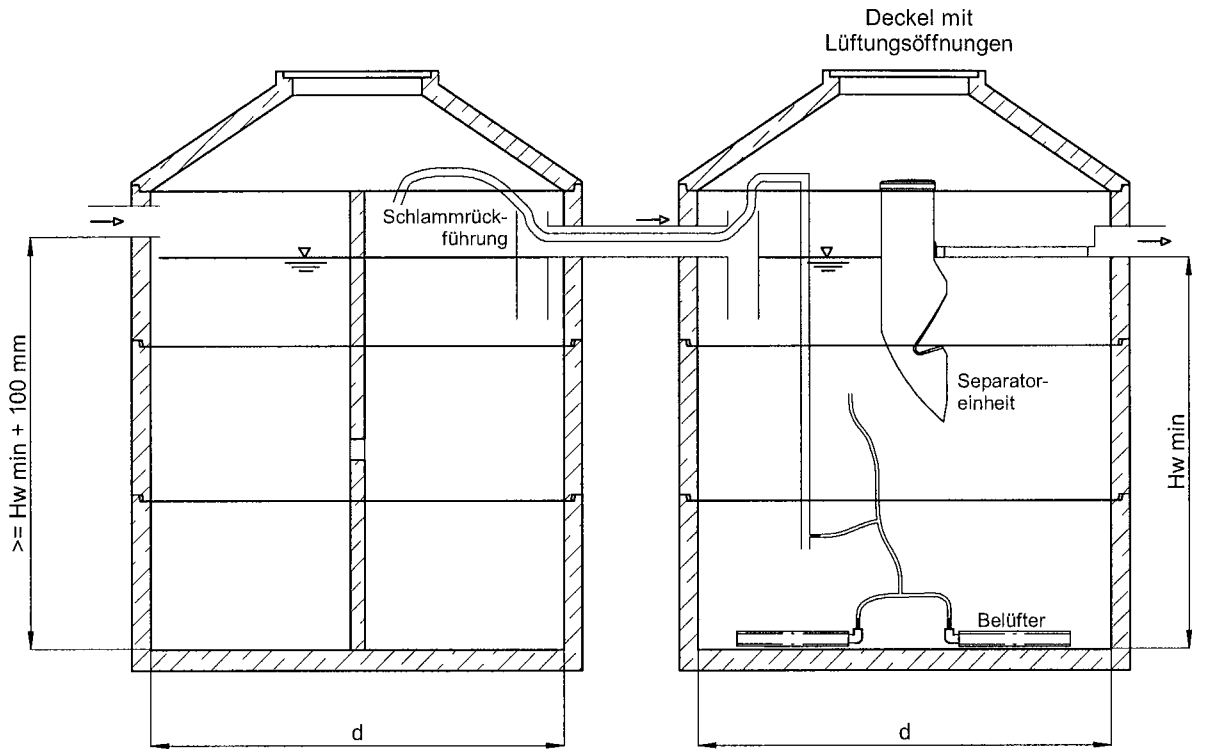 Deckel mit
Lüftungsöffnungen
Schlammrück-
führung
Separator-
einheit
Belüfter
>= Hw min + 100 mm
Hw min
d
d